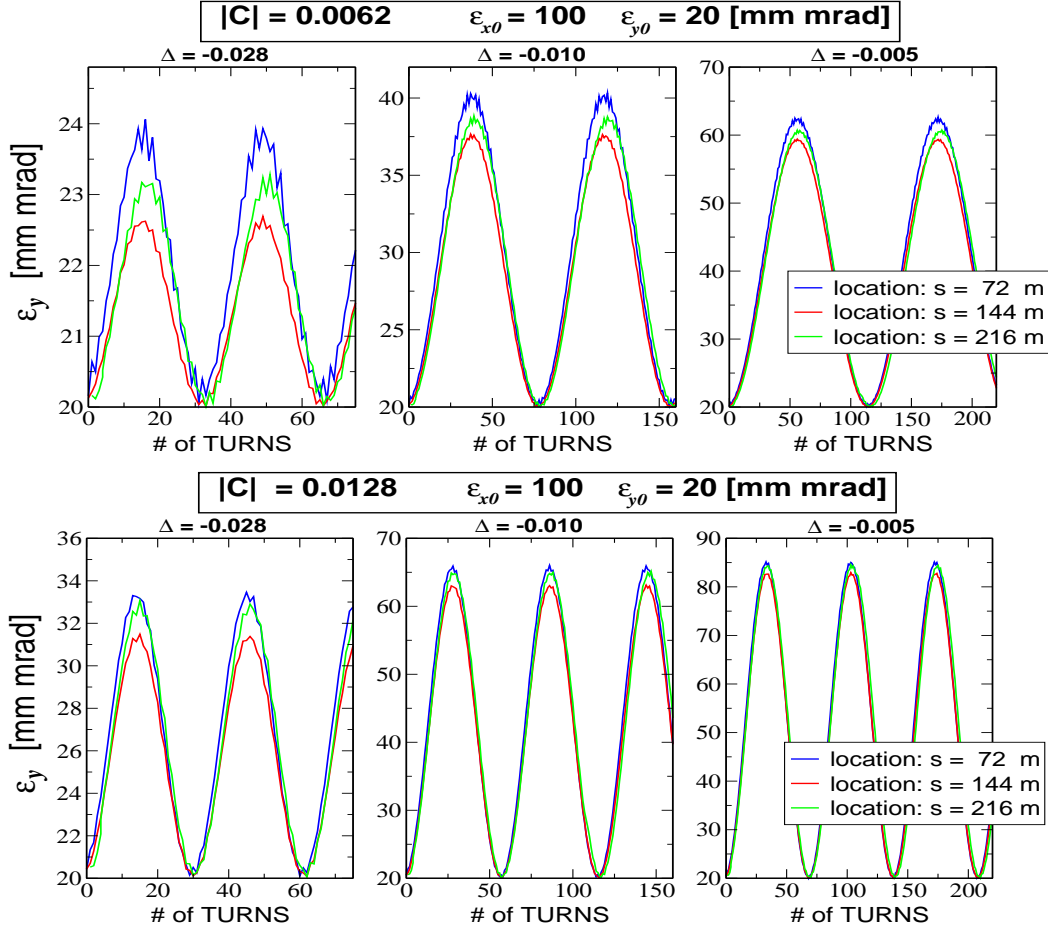 |C| = 0.0062 εx0 = 100 εy0 = 20 [mm mrad]
Δ = -0.028 Δ = -0.010 Δ = -0.005
εy [mm mrad]
24
23
22
21
20
0 20 40 60
# of TURNS
40
35
30
25
20
0 50 100 150
# of TURNS
70
60
50
40
30
20
0 50 100 150 200
# of TURNS
location: s = 72 m
location: s = 144 m
location: s = 216 m
|C| = 0.0128 εx0 = 100 εy0 = 20 [mm mrad]
Δ = -0.028 Δ = -0.010 Δ = -0.005
εy [mm mrad]
36
34
32
30
28
26
24
22
20
0 20 40 60
# of TURNS
70
60
50
40
30
20
0 50 100 150
# of TURNS
90
80
70
60
50
40
30
20
0 50 100 150 200
# of TURNS
location: s = 72 m
location: s = 144 m
location: s = 216 m